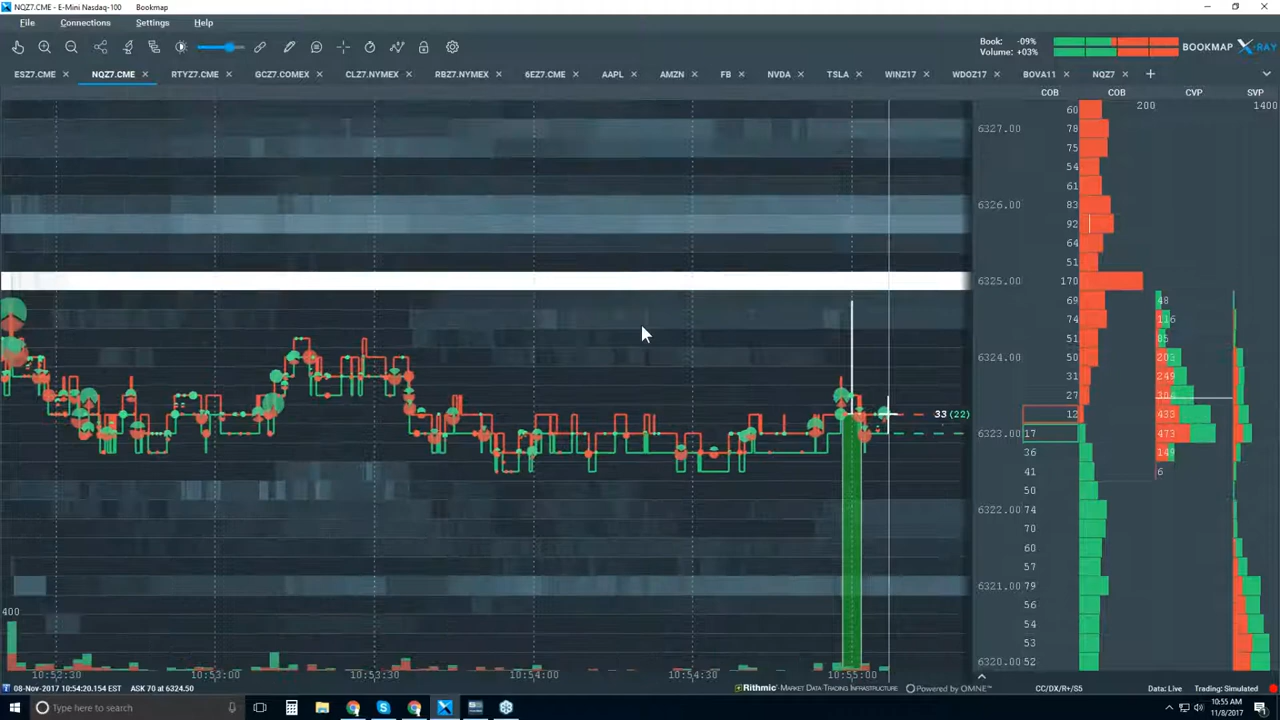 NQZ7.CME - E-Mini Nasdaq-100 Bookmap
File Connections Settings Help
Book: -09%
Volume: +03%
BOOKMAP X-RAY
ESZ7.CME NQZ7.CME RTYZ7.CME GCZ7.COMEX CLZ7.NYMEX RBZ7.NYMEX 6EZ7.CME AAPL AMZN FB NVDA TSLA WINZ17 WDOZ17 BOVA11 NQZ7
COB COB CVP SVP
60 200 1400
6327.00 78
75
54
61
6326.00 83
92
64
51
6325.00 170
69 48
74 116
51 85
6324.00 50 203
31 249
27 306
33 (22) 12 433
6323.00 17 473
36 149
41 6
50
6322.00 74
70
60
57
6321.00 79
56
400
54
53
6320.00 52
10:52:30 10:53:00 10:53:30 10:54:00 10:54:30 10:55:00
08-Nov-2017 10:54:20.154 EST ASK 70 at 6324.50 Rithmic - Market Data-Trading Infrastructure Powered by OMNE™ CC/DX/R+/S5 Data: Live Trading: Simulated
Type here to search
10:55 AM
11/8/2017